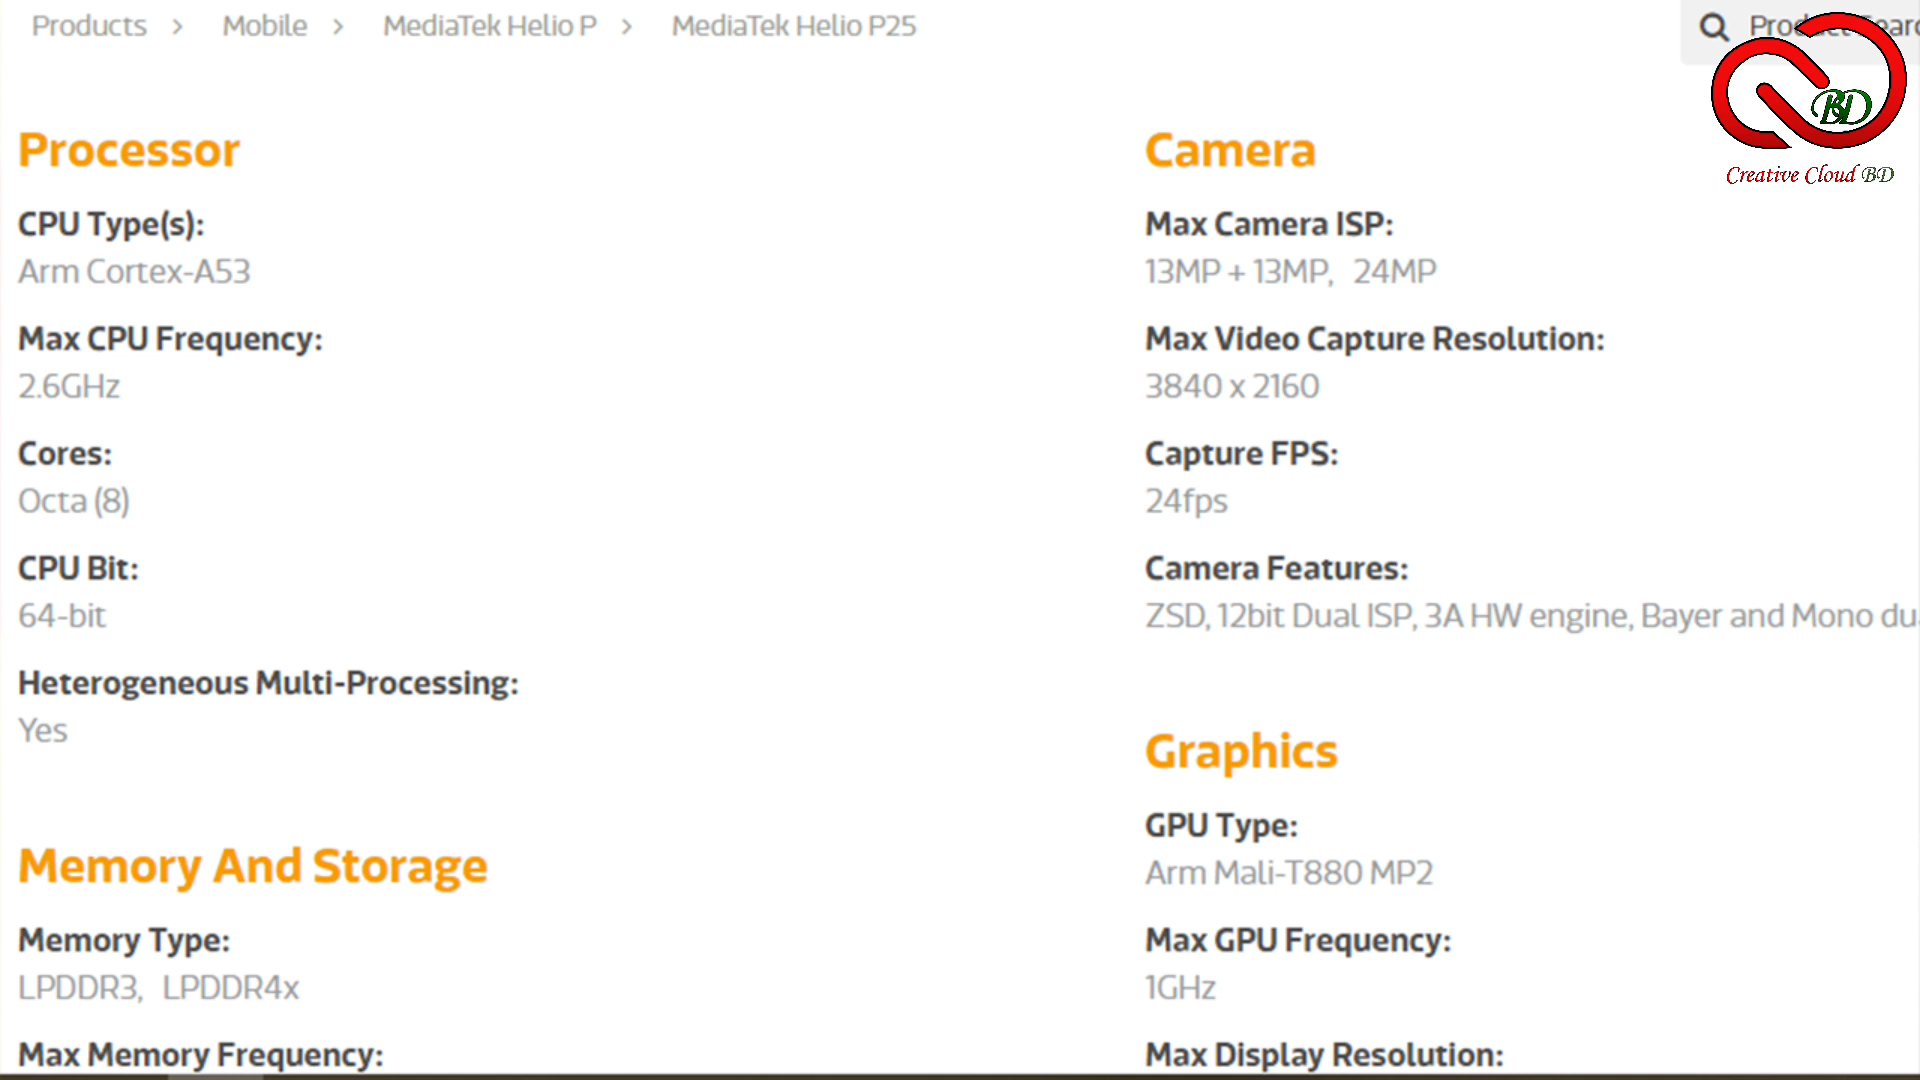 Products > Mobile > MediaTek Helio P > MediaTek Helio P25
BD
Creative Cloud BD
Processor
CPU Type(s):
Arm Cortex-A53
Max CPU Frequency:
2.6GHz
Cores:
Octa (8)
CPU Bit:
64-bit
Heterogeneous Multi-Processing:
Yes
Memory And Storage
Memory Type:
LPDDR3, LPDDR4x
Max Memory Frequency:
Camera
Max Camera ISP:
13MP + 13MP, 24MP
Max Video Capture Resolution:
3840 x 2160
Capture FPS:
24fps
Camera Features:
ZSD, 12bit Dual ISP, 3A HW engine, Bayer and Mono
Graphics
GPU Type:
Arm Mali-T880 MP2
Max GPU Frequency:
1GHz
Max Display Resolution: